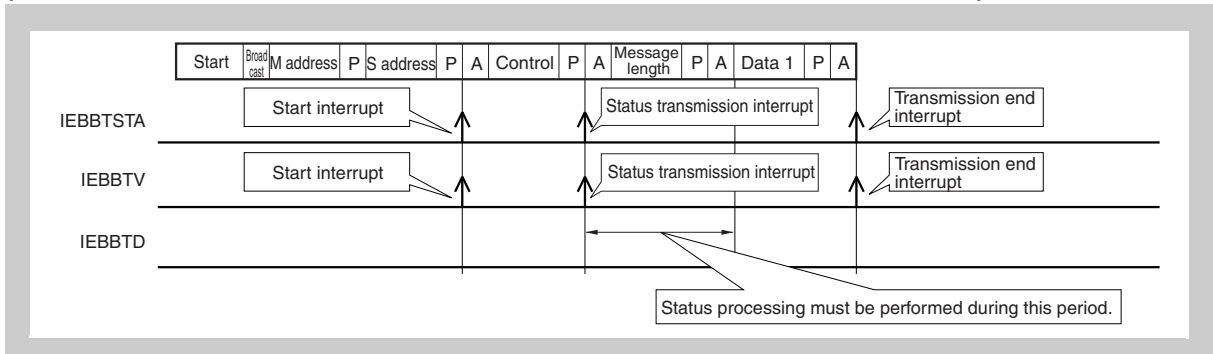 Start Broad cast M address P S address P A Control P A Message length P A Data 1 P A
IEBBTSTA
Start interrupt
Status transmission interrupt
Transmission end
interrupt
IEBBTV
Start interrupt
Status transmission interrupt
Transmission end
interrupt
IEBBTD
Status processing must be performed during this period.